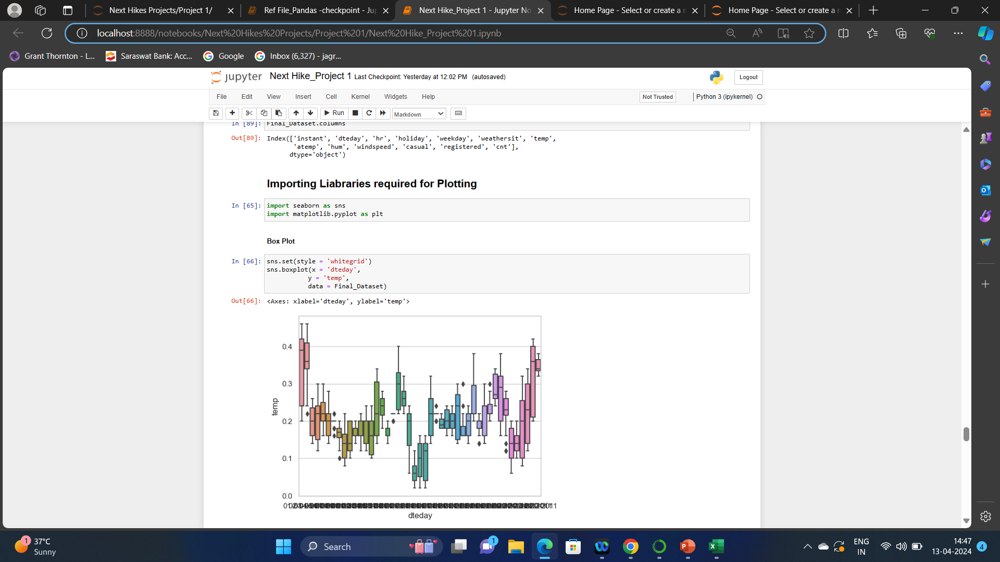 Next Hikes Projects/Project 1/
Ref File_Pandas -checkpoint - Jup
Next Hike_Project 1 - Jupyter No
Home Page - Select or create a n
Home Page - Select or create a n
localhost:8888/notebooks/Next%20Hikes%20Projects/Project%201/Next%20Hike_Project%201.ipynb
Grant Thornton - L...
Saraswat Bank: Acc...
Google
Inbox (6,327) - jagr...
jupyter Next Hike_Project 1 Last Checkpoint: Yesterday at 12:02 PM (autosaved)
Logout
File Edit View Insert Cell Kernel Widgets Help
Not Trusted
Python 3 (ipykernel)
Run
Markdown
In [89]: Final_Dataset.columns
Out[89]: Index(['instant', 'dteday', 'hr', 'holiday', 'weekday', 'weathersit', 'temp',
'atemp', 'hum', 'windspeed', 'casual', 'registered', 'cnt'],
dtype='object')
Importing Liabraries required for Plotting
In [65]: import seaborn as sns
import matplotlib.pyplot as plt
Box Plot
In [66]: sns.set(style = 'whitegrid')
sns.boxplot(x = 'dteday',
y = 'temp',
data = Final_Dataset)
Out[66]: <Axes: xlabel='dteday', ylabel='temp'>
0.4
0.3
temp
0.2
0.1
0.0
dteday
1
37°C
Sunny
Search
1
ENG
IN
14:47
13-04-2024
4